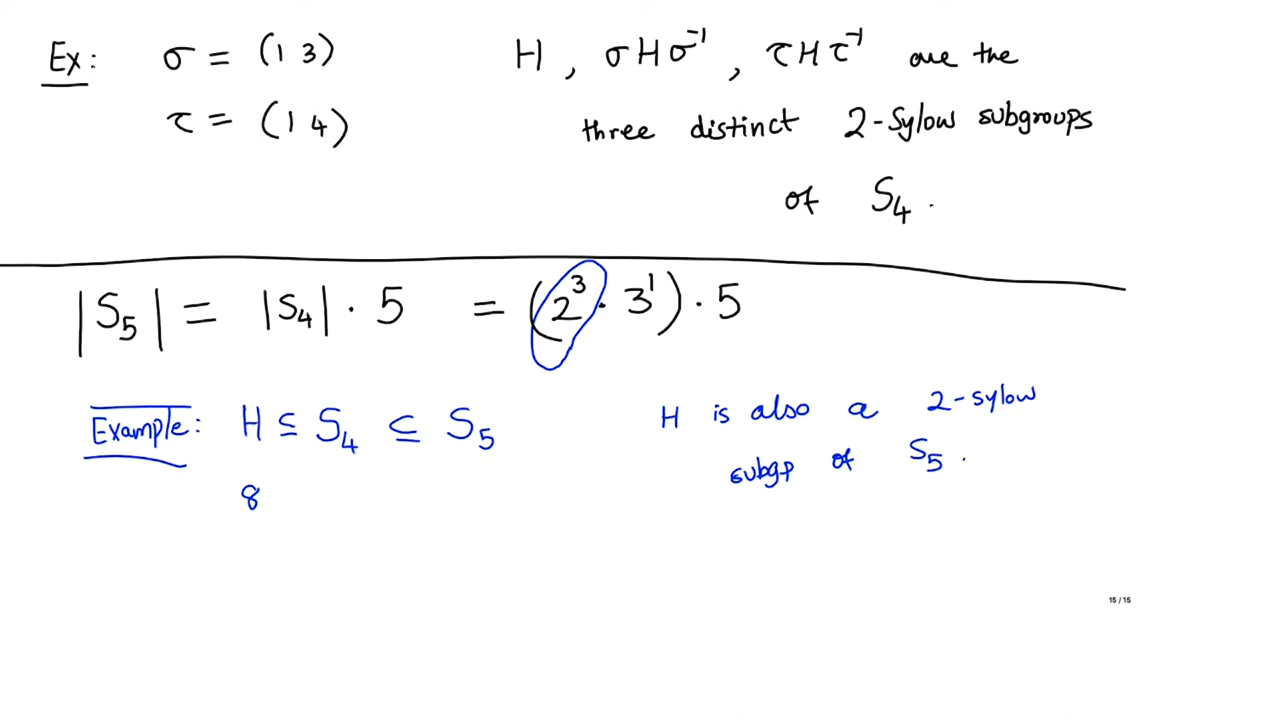 Ex: σ = (1 3) H, σHσ⁻¹, τHτ⁻¹ are the
τ = (1 4) three distinct 2-Sylow subgroups
of S₄.
|S₅| = |S₄| · 5 = (2³ · 3¹) · 5
Example: H ⊆ S₄ ⊆ S₅ H is also a 2-sylow
subgp of S₅.
8
15 / 15